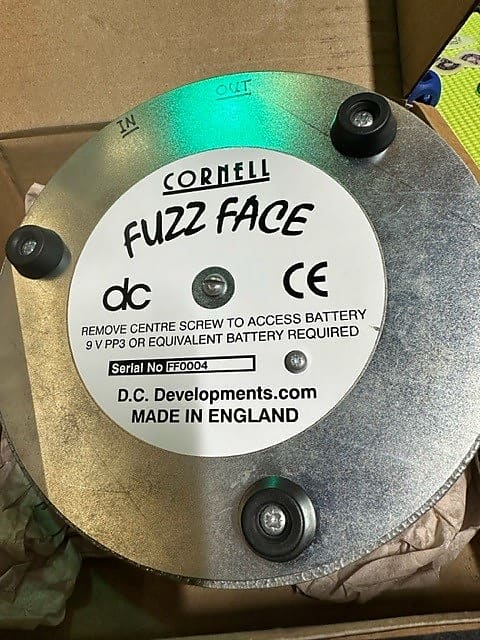 OUT
IN
CORNELL
FUZZ FACE
dc CE
REMOVE CENTRE SCREW TO ACCESS BATTERY
9 V PP3 OR EQUIVALENT BATTERY REQUIRED
Serial No FF0004
D.C. Developments.com
MADE IN ENGLAND